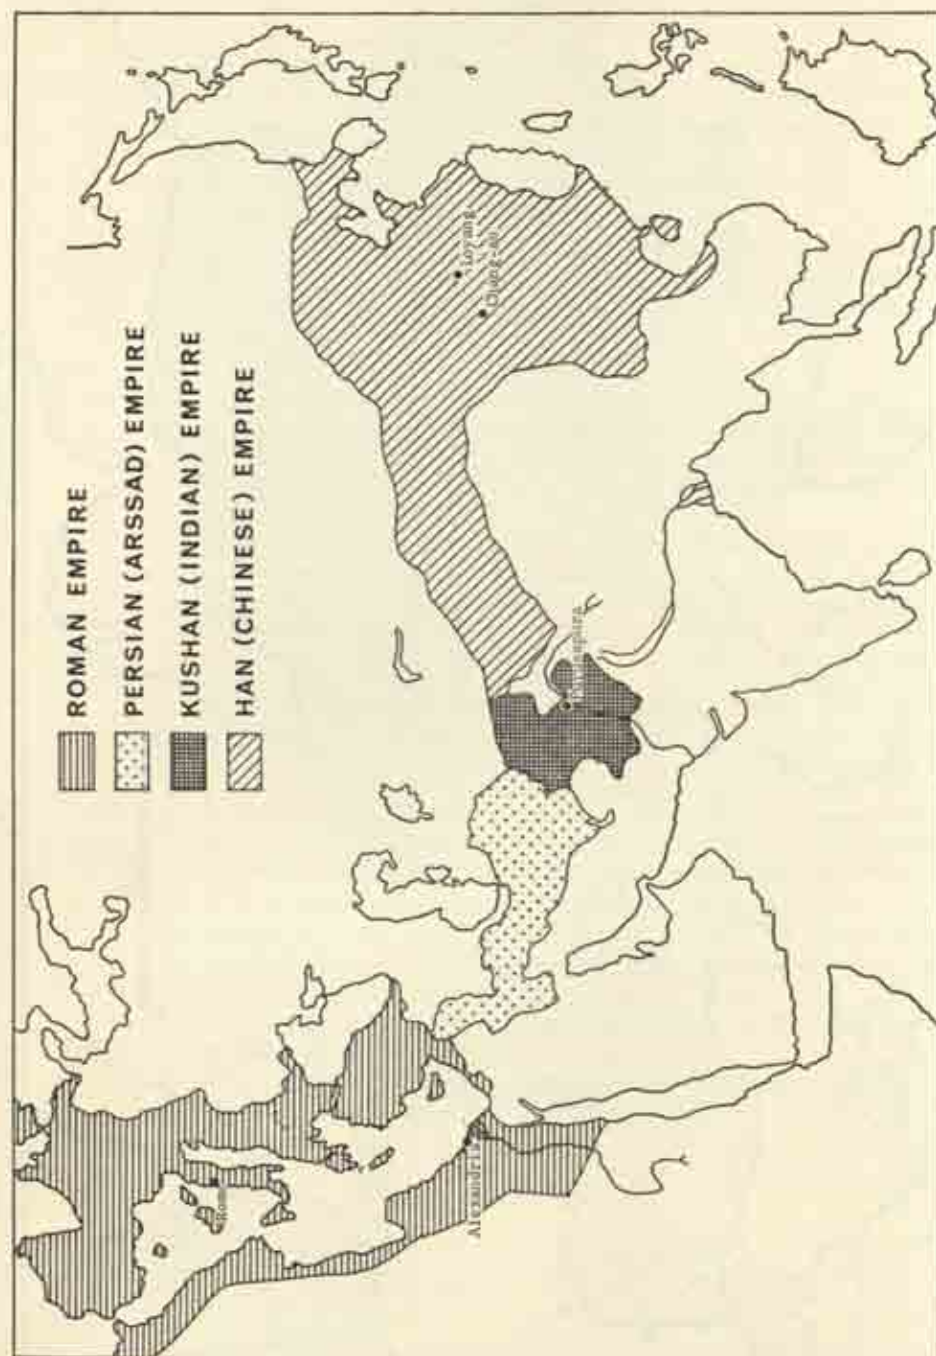 ROMAN EMPIRE
PERSIAN (ARSSAD) EMPIRE
KUSHAN (INDIAN) EMPIRE
HAN (CHINESE) EMPIRE
Rome
Alexandria
Loyang